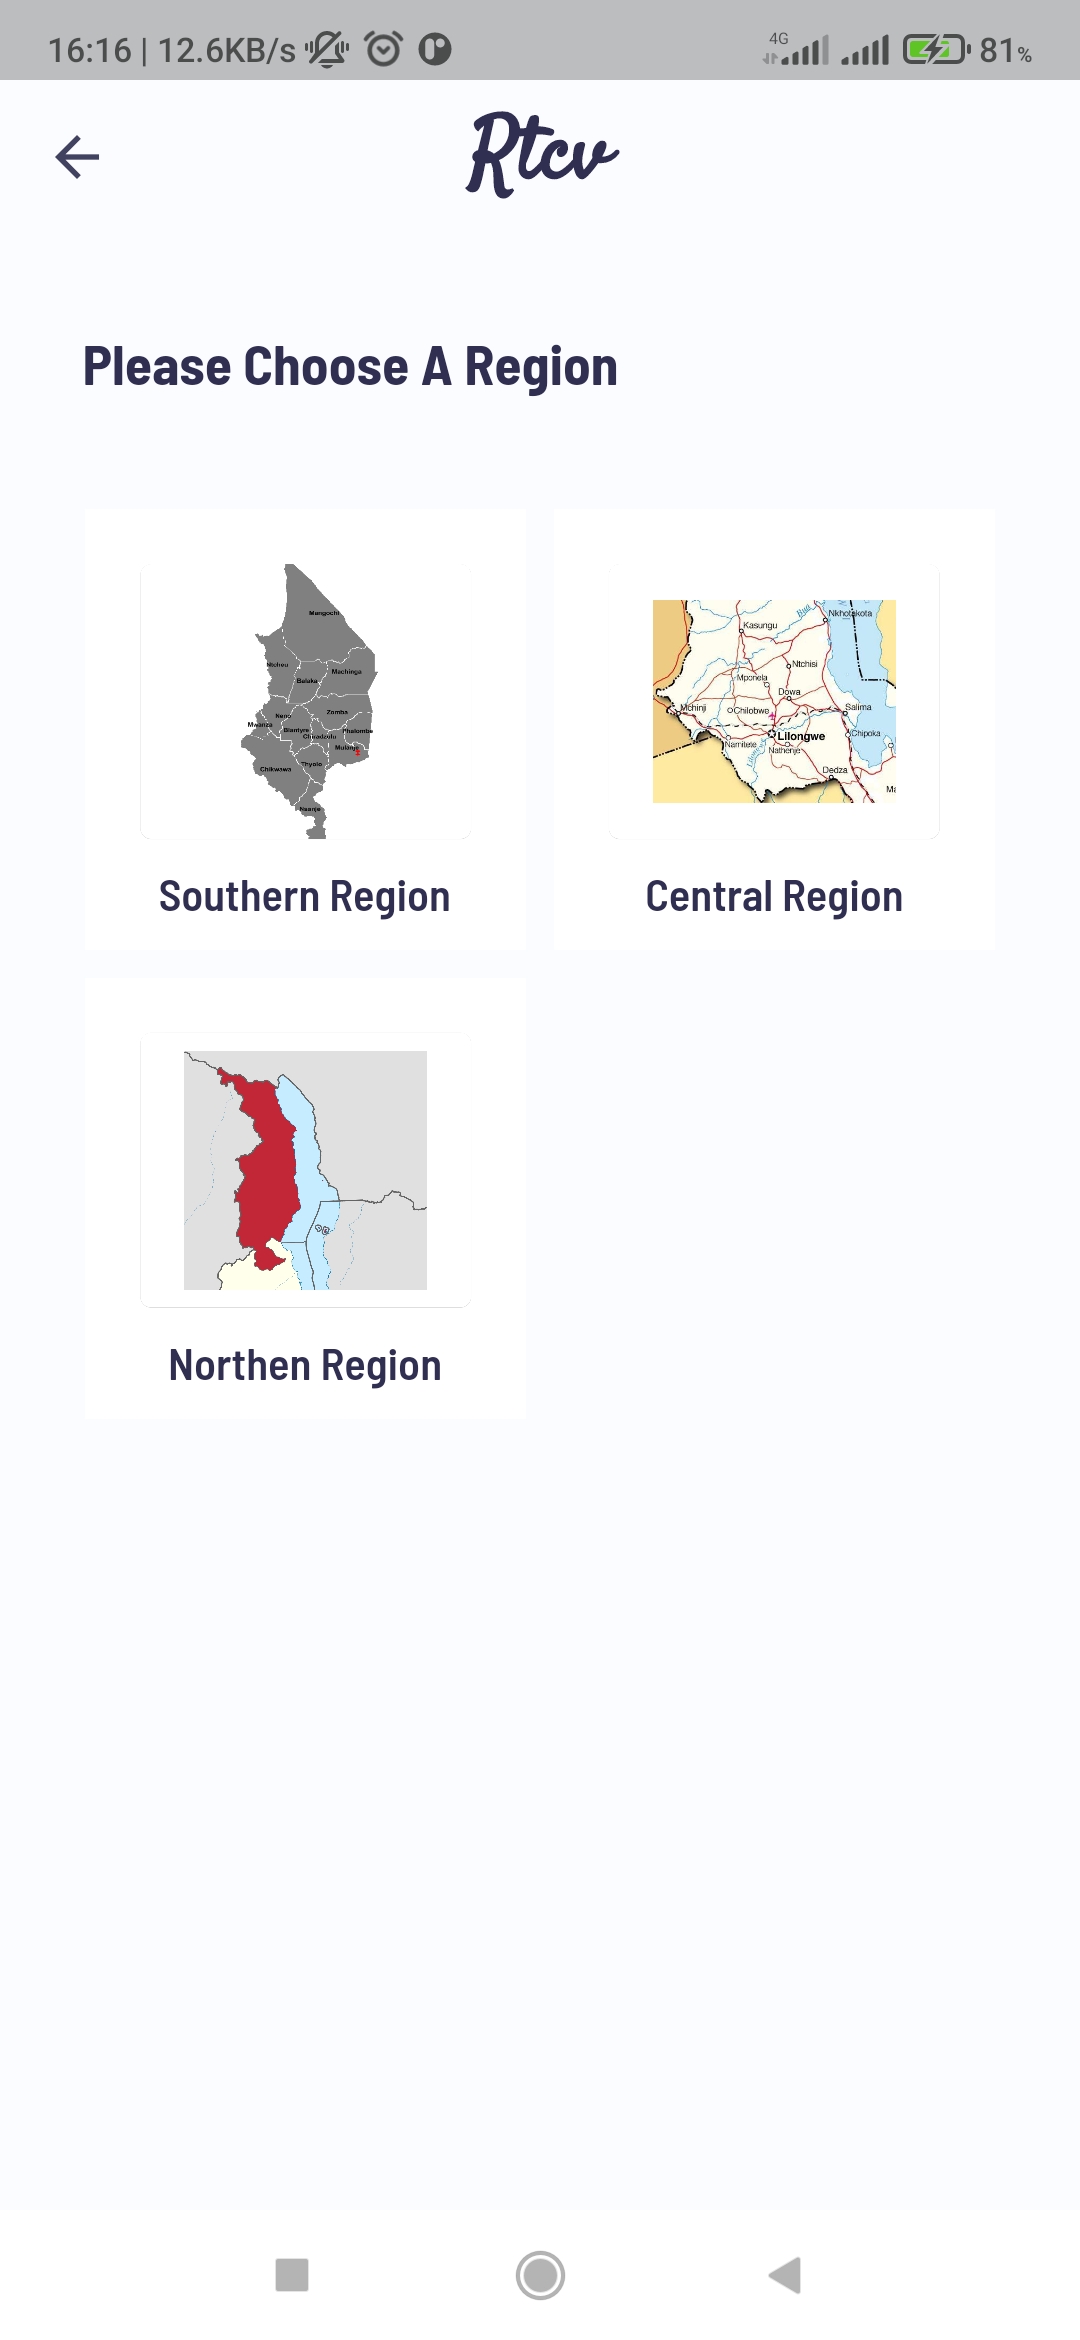 16:16 | 12.6KB/s
4G
81%
Rtcv
Please Choose A Region
Mangochi
Ntcheu
Machinga
Balaka
Neno
Zomba
Mwanza
Blantyre
Phalombe
Chiradzulu
Mulanje
Thyolo
Chikwawa
Nsanje
Bua
Nkhotakota
Kasungu
Ntchisi
Mponela
Dowa
Mchinji
Chilobwe
Salima
Lilongwe
Chipoka
Namitete
Nathenje
Dedza
Ma
Southern Region
Central Region
Northen Region